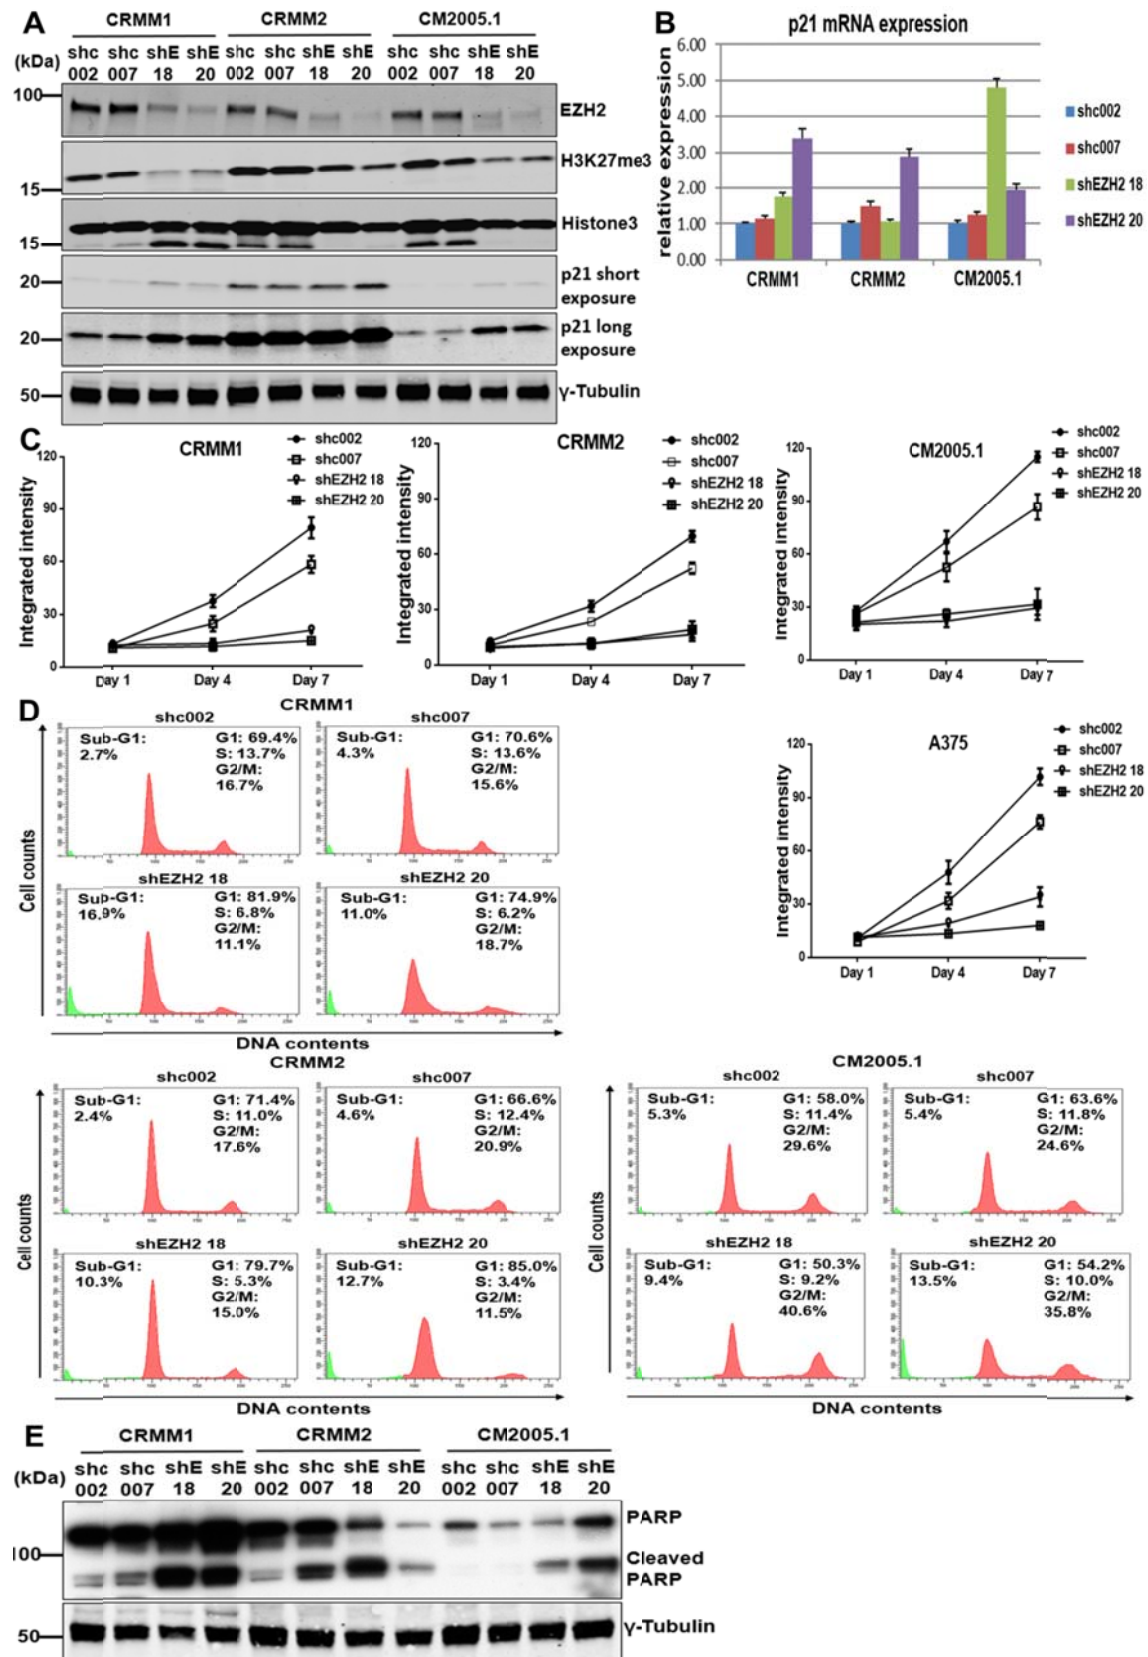 A
CRMM1 CRMM2 CM2005.1
(kDa) shc shc shE shE shc shc shE shE shc shc shE shE
002 007 18 20 002 007 18 20 002 007 18 20
100
EZH2
H3K27me3
15
Histone3
15
20
p21 short
exposure
20
p21 long
exposure
50
γ-Tubulin
B
p21 mRNA expression
relative expression
6.00
5.00
4.00
3.00
2.00
1.00
0.00
CRMM1 CRMM2 CM2005.1
shc002
shc007
shEZH2 18
shEZH2 20
C
CRMM1
Integrated intensity
120
90
60
30
0
Day 1 Day 4 Day 7
shc002
shc007
shEZH2 18
shEZH2 20
CRMM2
Integrated intensity
120
90
60
30
0
Day 1 Day 4 Day 7
shc002
shc007
shEZH2 18
shEZH2 20
CM2005.1
Integrated intensity
120
90
60
30
0
Day 1 Day 4 Day 7
shc002
shc007
shEZH2 18
shEZH2 20
A375
Integrated intensity
120
90
60
30
0
Day 1 Day 4 Day 7
shc002
shc007
shEZH2 18
shEZH2 20
D
CRMM1
Cell counts
shc002
Sub-G1: G1: 69.4%
2.7% S: 13.7%
G2/M:
16.7%
shc007
Sub-G1: G1: 70.6%
4.3% S: 13.6%
G2/M:
15.6%
shEZH2 18
Sub-G1: G1: 81.9%
16.9% S: 6.8%
G2/M:
11.1%
shEZH2 20
Sub-G1: G1: 74.9%
11.0% S: 6.2%
G2/M:
18.7%
DNA contents
CRMM2
Cell counts
shc002
Sub-G1: G1: 71.4%
2.4% S: 11.0%
G2/M:
17.6%
shc007
Sub-G1: G1: 66.6%
4.6% S: 12.4%
G2/M:
20.9%
shEZH2 18
Sub-G1: G1: 79.7%
10.3% S: 5.3%
G2/M:
15.0%
shEZH2 20
Sub-G1: G1: 85.0%
12.7% S: 3.4%
G2/M:
11.5%
DNA contents
CM2005.1
Cell counts
shc002
Sub-G1: G1: 58.0%
5.3% S: 11.4%
G2/M:
29.6%
shc007
Sub-G1: G1: 63.6%
5.4% S: 11.8%
G2/M:
24.6%
shEZH2 18
Sub-G1: G1: 50.3%
9.4% S: 9.2%
G2/M:
40.6%
shEZH2 20
Sub-G1: G1: 54.2%
13.5% S: 10.0%
G2/M:
35.8%
DNA contents
E
CRMM1 CRMM2 CM2005.1
(kDa) shc shc shE shE shc shc shE shE shc shc shE shE
002 007 18 20 002 007 18 20 002 007 18 20
PARP
100
Cleaved
PARP
50
γ-Tubulin